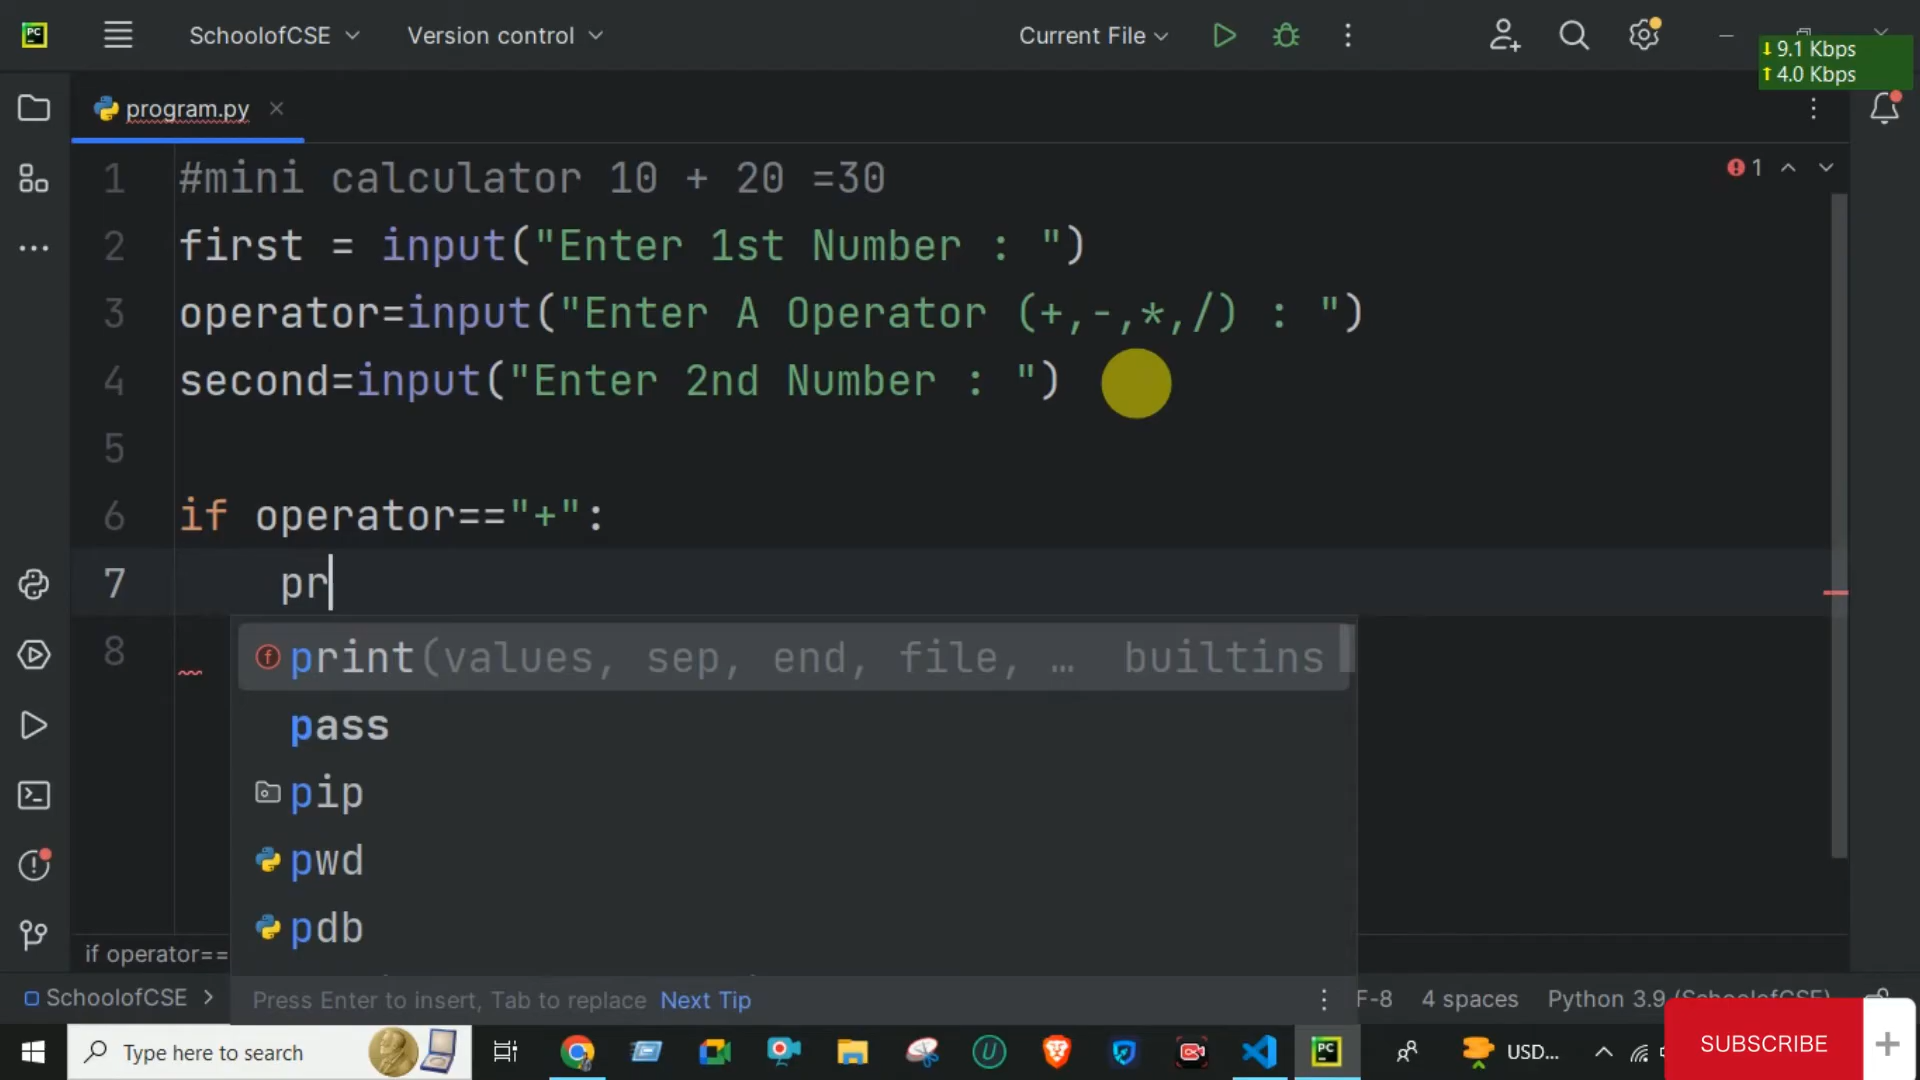 PC SchoolofCSE Version control Current File
↓ 9.1 Kbps
↑ 4.0 Kbps
program.py
1 #mini calculator 10 + 20 =30
1
2 first = input("Enter 1st Number : ")
3 operator=input("Enter A Operator (+,-,*,/) : ")
4 second=input("Enter 2nd Number : ")
5
6 if operator=="+":
7 pr
8
print(values, sep, end, file, … builtins
pass
pip
pwd
pdb
Press Enter to insert, Tab to replace Next Tip
if operator==
SchoolofCSE > F-8 4 spaces Python 3.9 (SchoolofCSE)
Type here to search
PC
USD...
SUBSCRIBE +